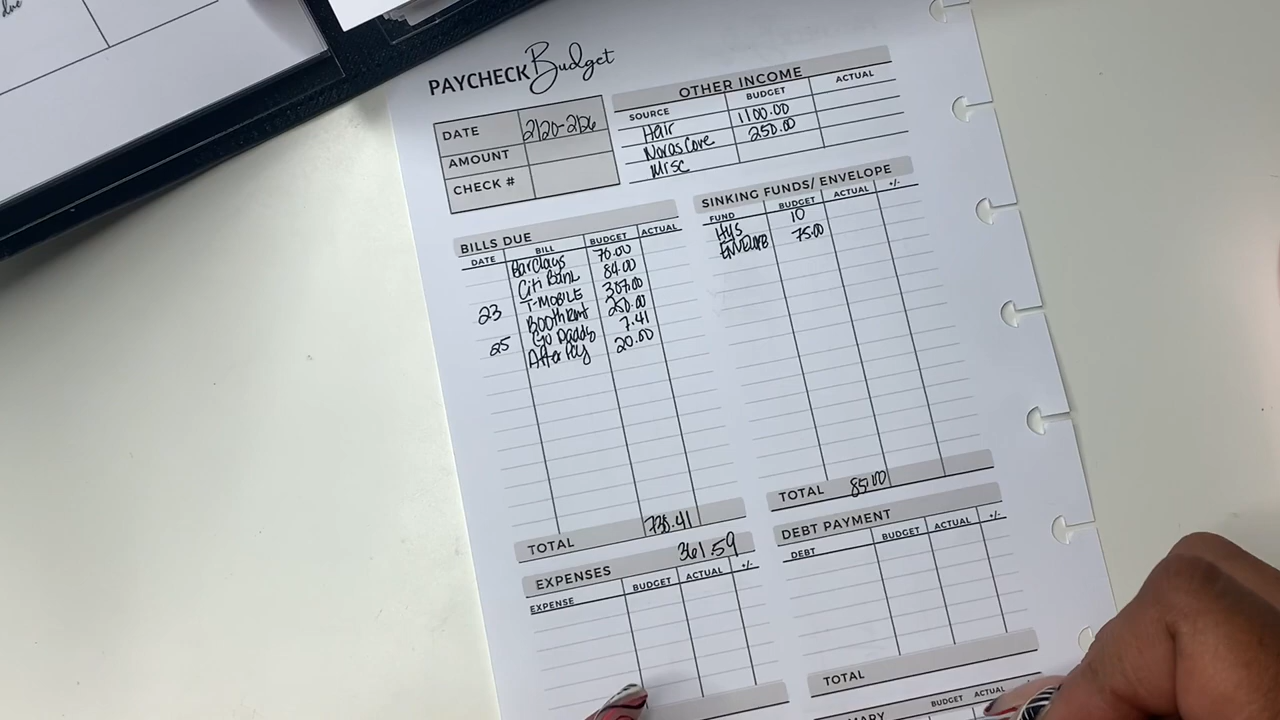 due
PAYCHECK Budget
DATE 2/20-2/26
AMOUNT
CHECK #
OTHER INCOME
SOURCE BUDGET ACTUAL
Hair 1100.00
Noras Cove 250.00
Misc
BILLS DUE
DATE BILL BUDGET ACTUAL
Barclays 70.00
Citi Bank 84.00
23 T-MOBILE 307.00
Booth Rent 250.00
25 Go Daddy 7.41
After Pay 20.00
TOTAL 738.41
SINKING FUNDS/ ENVELOPE
FUND BUDGET ACTUAL +/-
HYS 10
ENVELOPE 75.00
TOTAL 85.00
EXPENSES 361.59
EXPENSE BUDGET ACTUAL +/-
DEBT PAYMENT
DEBT BUDGET ACTUAL +/-
TOTAL
BUDGET ACTUAL